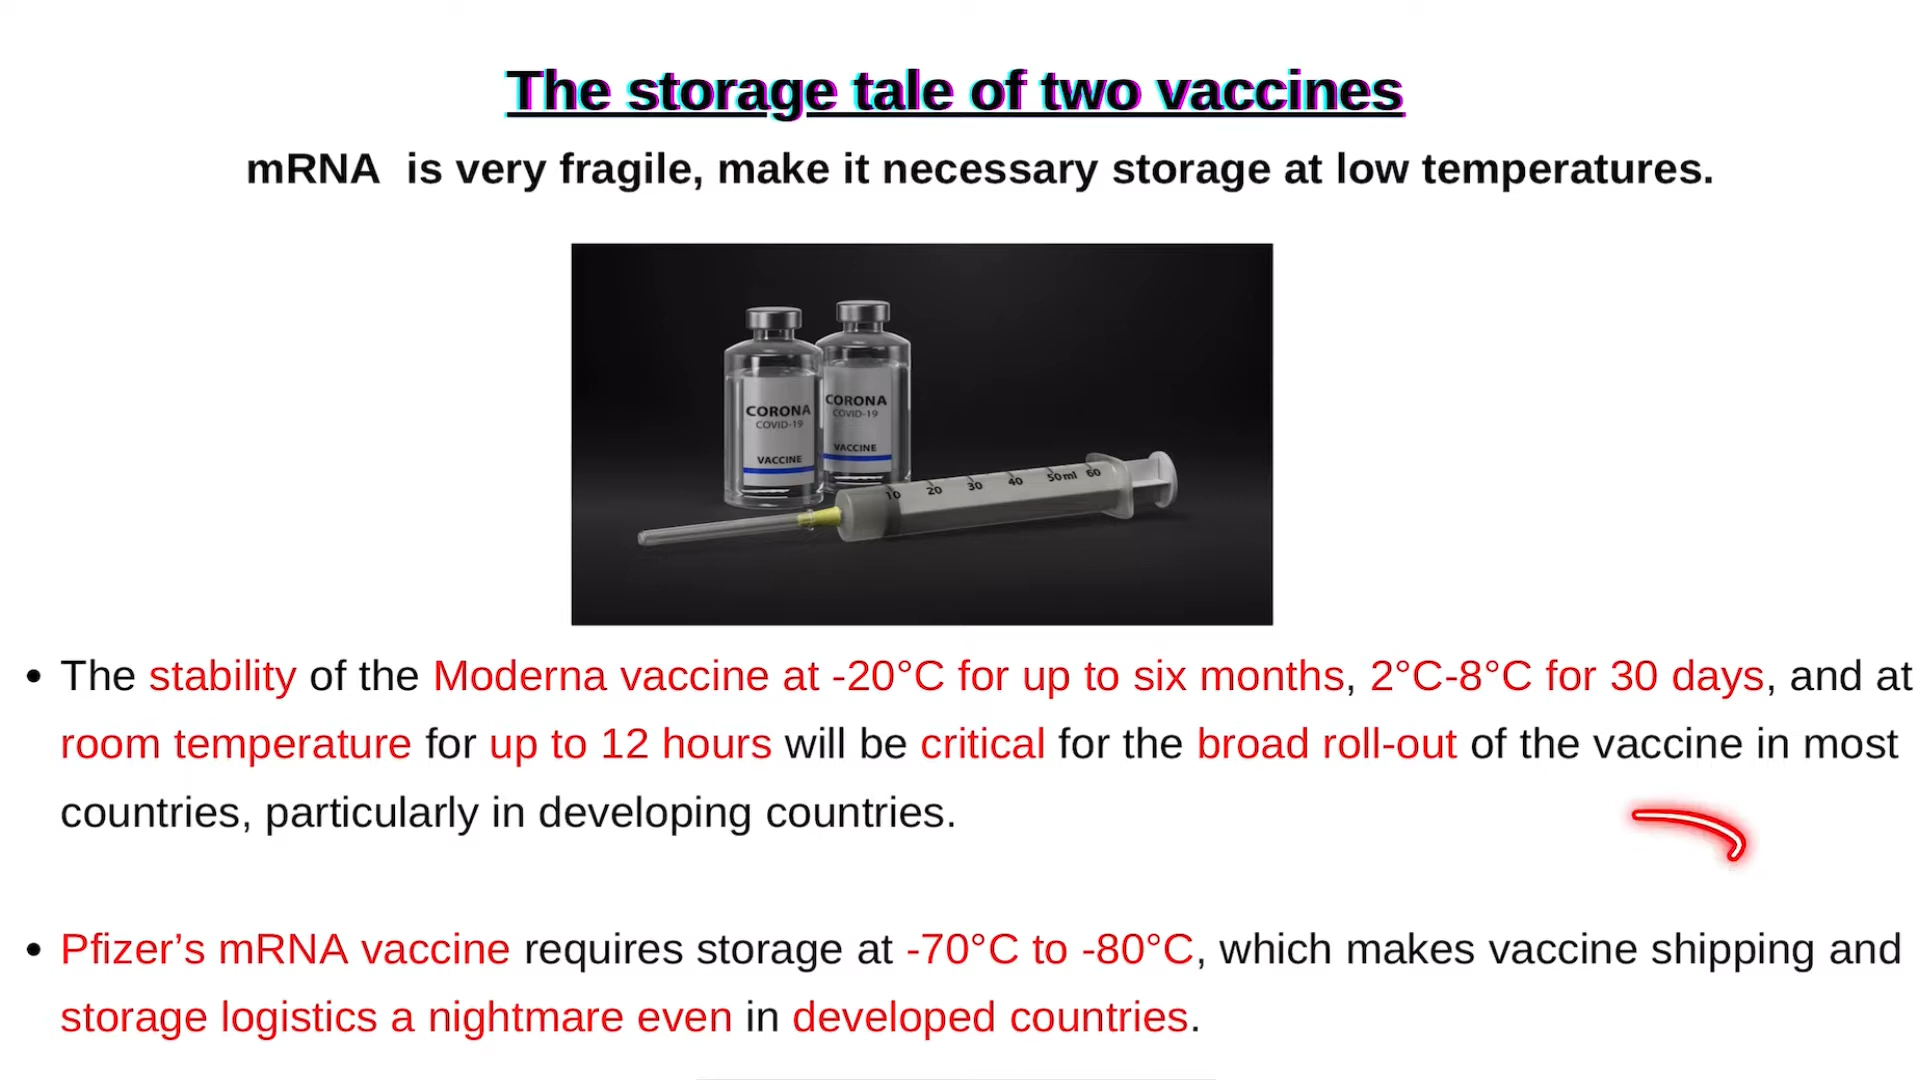 The storage tale of two vaccines
mRNA is very fragile, make it necessary storage at low temperatures.
CORONA
COVID-19
VACCINE
CORONA
COVID-19
VACCINE
10 20 30 40 50ml 60
• The stability of the Moderna vaccine at -20°C for up to six months, 2°C-8°C for 30 days, and at
room temperature for up to 12 hours will be critical for the broad roll-out of the vaccine in most
countries, particularly in developing countries.
• Pfizer’s mRNA vaccine requires storage at -70°C to -80°C, which makes vaccine shipping and
storage logistics a nightmare even in developed countries.